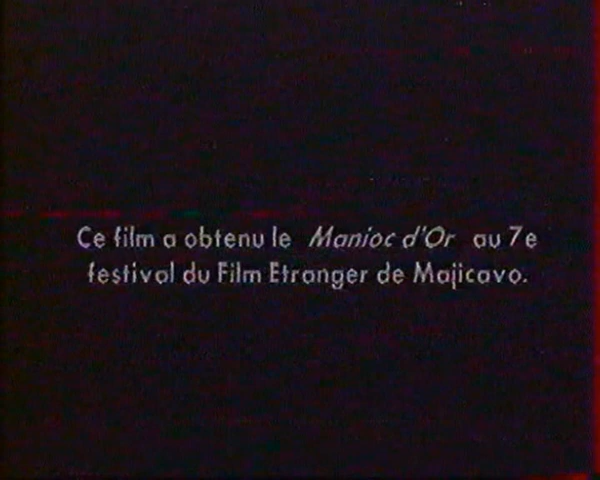 Ce film a obtenu le Manioc d'Or au 7e
festival du Film Etranger de Majicavo.